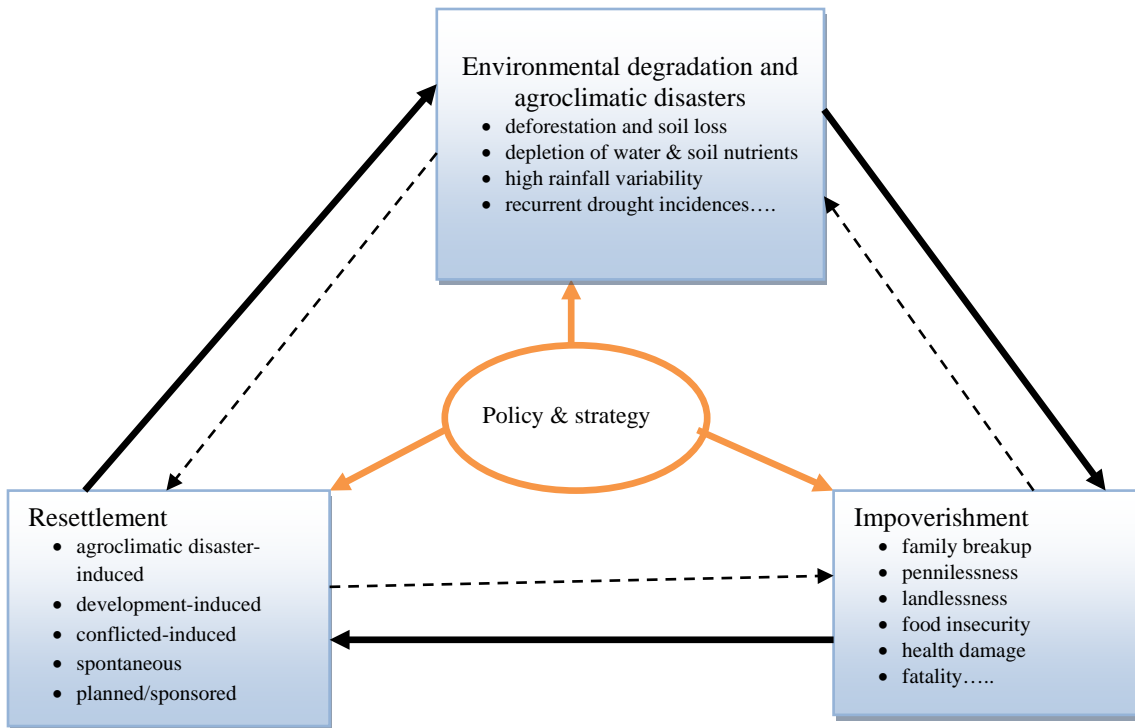 Environmental degradation and
agroclimatic disasters
• deforestation and soil loss
• depletion of water & soil nutrients
• high rainfall variability
• recurrent drought incidences….
Policy & strategy
Resettlement
• agroclimatic disaster-
induced
• development-induced
• conflicted-induced
• spontaneous
• planned/sponsored
Impoverishment
• family breakup
• pennilessness
• landlessness
• food insecurity
• health damage
• fatality…..